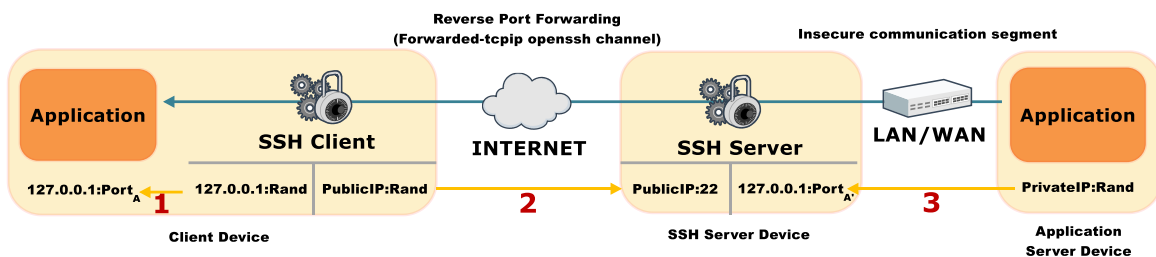 Reverse Port Forwarding
(Forwarded-tcpip openssh channel)
Insecure communication segment
Application
SSH Client
INTERNET
SSH Server
LAN/WAN
Application
127.0.0.1:PortA
1
127.0.0.1:Rand
PublicIP:Rand
2
PublicIP:22
127.0.0.1:PortA'
3
PrivateIP:Rand
Client Device
SSH Server Device
Application
Server Device